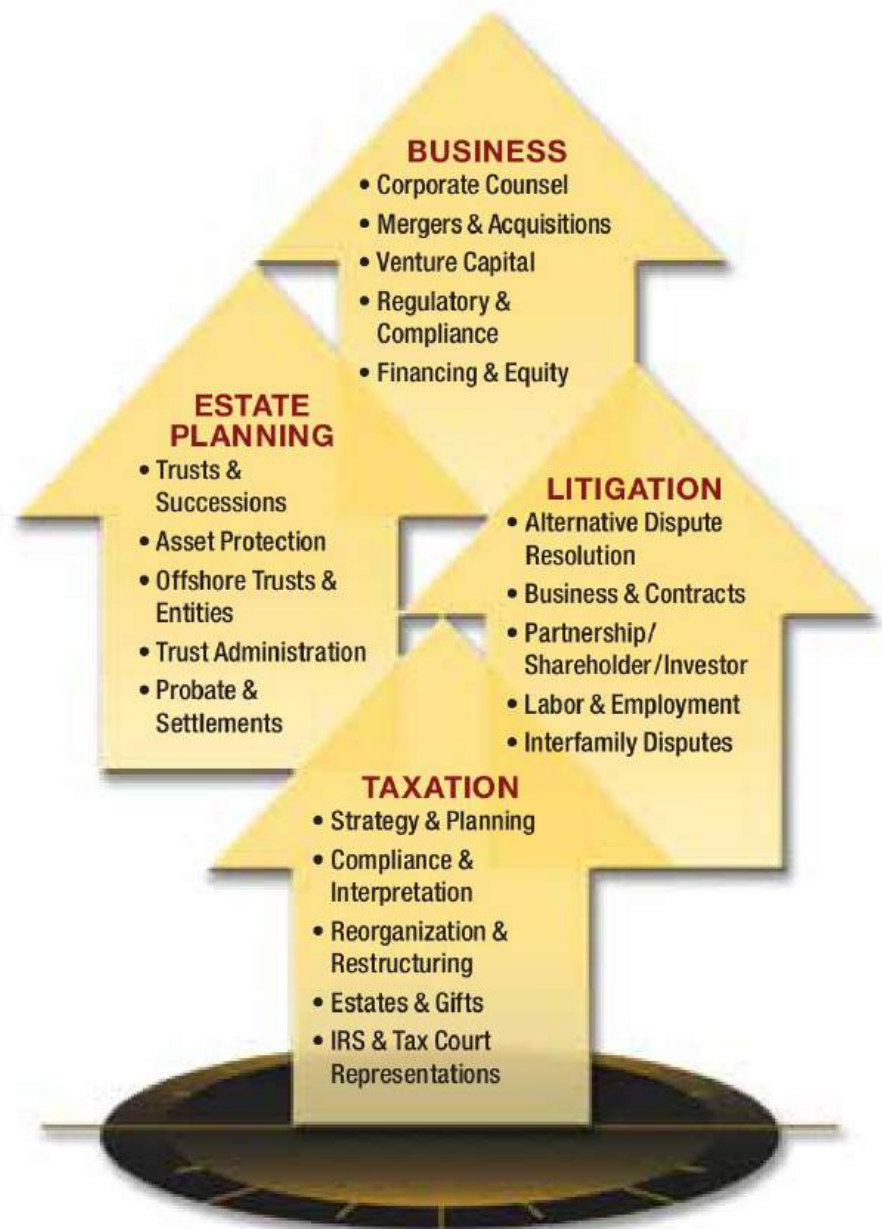 BUSINESS
• Corporate Counsel
• Mergers & Acquisitions
• Venture Capital
• Regulatory &
Compliance
• Financing & Equity
ESTATE
PLANNING
• Trusts &
Successions
• Asset Protection
• Offshore Trusts &
Entities
• Trust Administration
• Probate &
Settlements
LITIGATION
• Alternative Dispute
Resolution
• Business & Contracts
• Partnership/
Shareholder/Investor
• Labor & Employment
• Interfamily Disputes
TAXATION
• Strategy & Planning
• Compliance &
Interpretation
• Reorganization &
Restructuring
• Estates & Gifts
• IRS & Tax Court
Representations